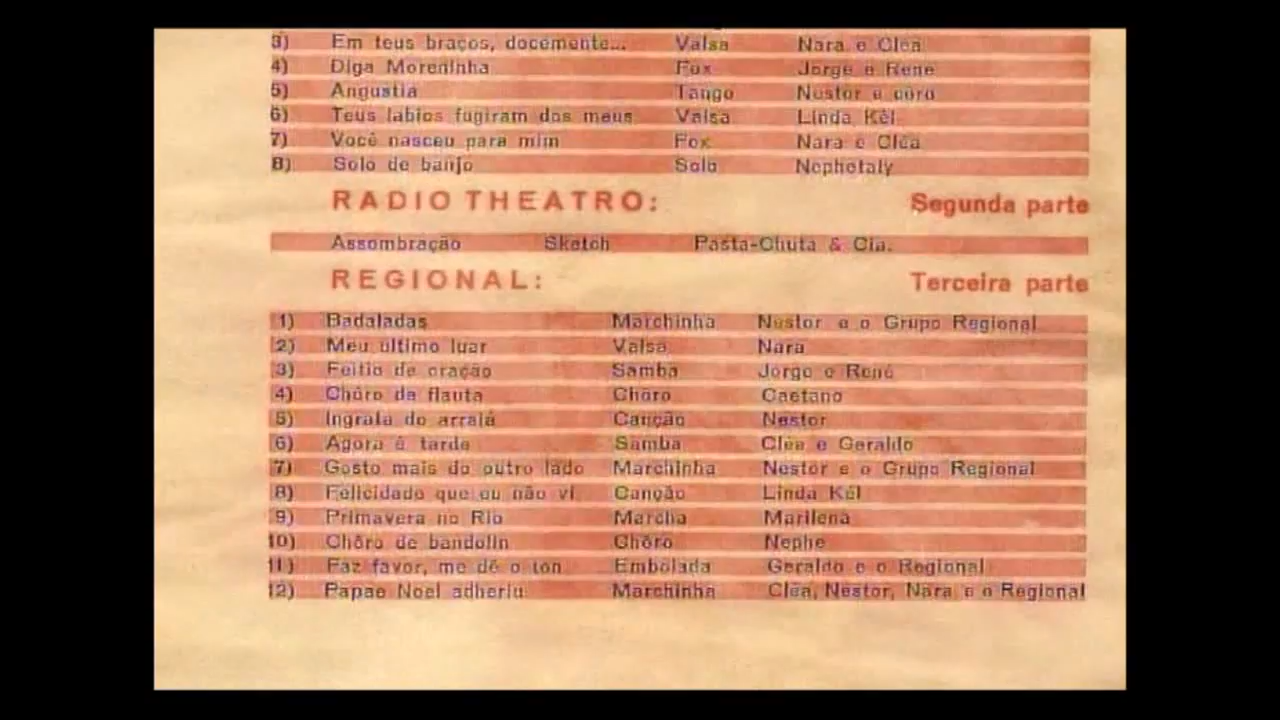 3) Em teus braços, docemente... Valsa Nara e Cléa
4) Diga Moreninha Fox Jorge e René
5) Angustia Tango Nestor e côro
6) Teus labios fugiram dos meus Valsa Linda Kél
7) Você nasceu para mim Fox Nara e Cléa
8) Solo de banjo Solo Nephetaly
RADIO THEATRO: Segunda parte
Assombração Sketch Pasta-Chuta & Cia.
REGIONAL: Terceira parte
1) Badaladas Marchinha Nestor e o Grupo Regional
2) Meu ultimo luar Valsa Nara
3) Feitio de oração Samba Jorge e René
4) Chôro de flauta Chôro Caetano
5) Ingrata do arraiá Canção Nestor
6) Agora é tarde Samba Cléa e Geraldo
7) Gosto mais do outro lado Marchinha Nestor e o Grupo Regional
8) Felicidade que eu não vi Canção Linda Kél
9) Primavera no Rio Marcha Marilena
10) Chôro de bandolin Chôro Nephe
11) Faz favor, me dê o ton Embolada Geraldo e o Regional
12) Papae Noel adheriu Marchinha Cléa, Nestor, Nara e o Regional